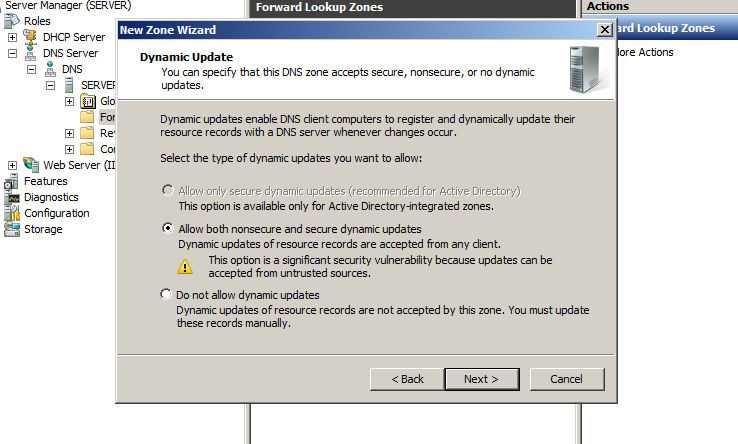 Server Manager (SERVER)
Roles
DHCP Server
DNS Server
DNS
SERVER
Glo
For
Rev
Co
Web Server (II
Features
Diagnostics
Configuration
Storage
Forward Lookup Zones
Actions
ard Lookup Zones
lore Actions
New Zone Wizard
Dynamic Update
You can specify that this DNS zone accepts secure, nonsecure, or no dynamic
updates.
Dynamic updates enable DNS client computers to register and dynamically update their
resource records with a DNS server whenever changes occur.
Select the type of dynamic updates you want to allow:
Allow only secure dynamic updates (recommended for Active Directory)
This option is available only for Active Directory-integrated zones.
Allow both nonsecure and secure dynamic updates
Dynamic updates of resource records are accepted from any client.
This option is a significant security vulnerability because updates can be
accepted from untrusted sources.
Do not allow dynamic updates
Dynamic updates of resource records are not accepted by this zone. You must update
these records manually.
< Back
Next >
Cancel